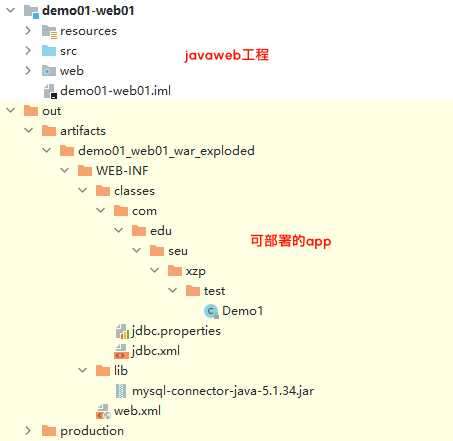 demo01-web01
resources
javaweb工程
src
web
demo01-web01.iml
out
artifacts
demo01_web01_war_exploded
WEB-INF
classes
com
edu
可部署的app
seu
xzp
test
Demo1
jdbc.properties
jdbc.xml
lib
mysql-connector-java-5.1.34.jar
web.xml
production